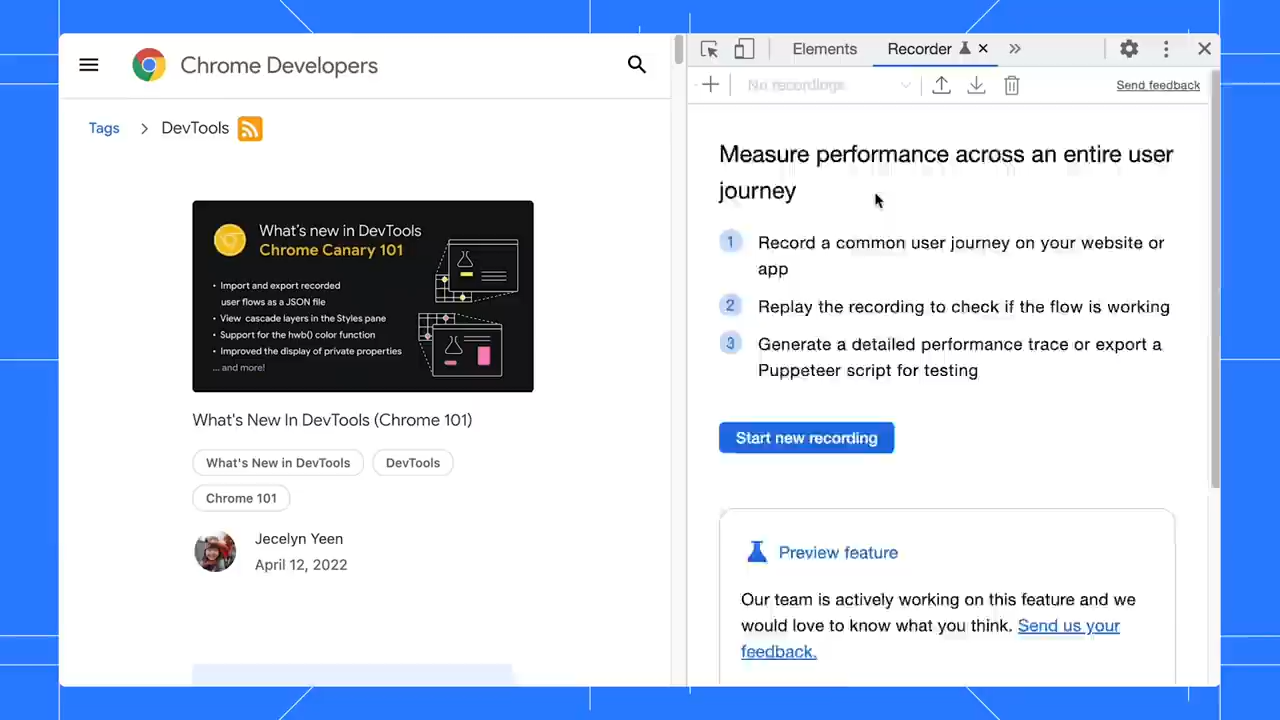 Chrome Developers
Tags
DevTools
What's new in DevTools
Chrome Canary 101
• Import and export recorded
user flows as a JSON file
• View cascade layers in the Styles pane
• Support for the hwb() color function
• Improved the display of private properties
... and more!
What's New In DevTools (Chrome 101)
What's New in DevTools
DevTools
Chrome 101
Jecelyn Yeen
April 12, 2022
Elements
Recorder
No recordings
Send feedback
Measure performance across an entire user
journey
1 Record a common user journey on your website or
app
2 Replay the recording to check if the flow is working
3 Generate a detailed performance trace or export a
Puppeteer script for testing
Start new recording
Preview feature
Our team is actively working on this feature and we
would love to know what you think. Send us your
feedback.